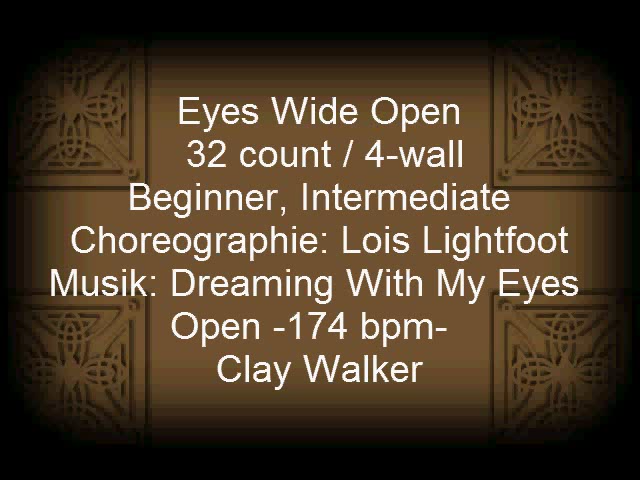 Eyes Wide Open
32 count / 4-wall
Beginner, Intermediate
Choreographie: Lois Lightfoot
Musik: Dreaming With My Eyes
Open -174 bpm-
Clay Walker